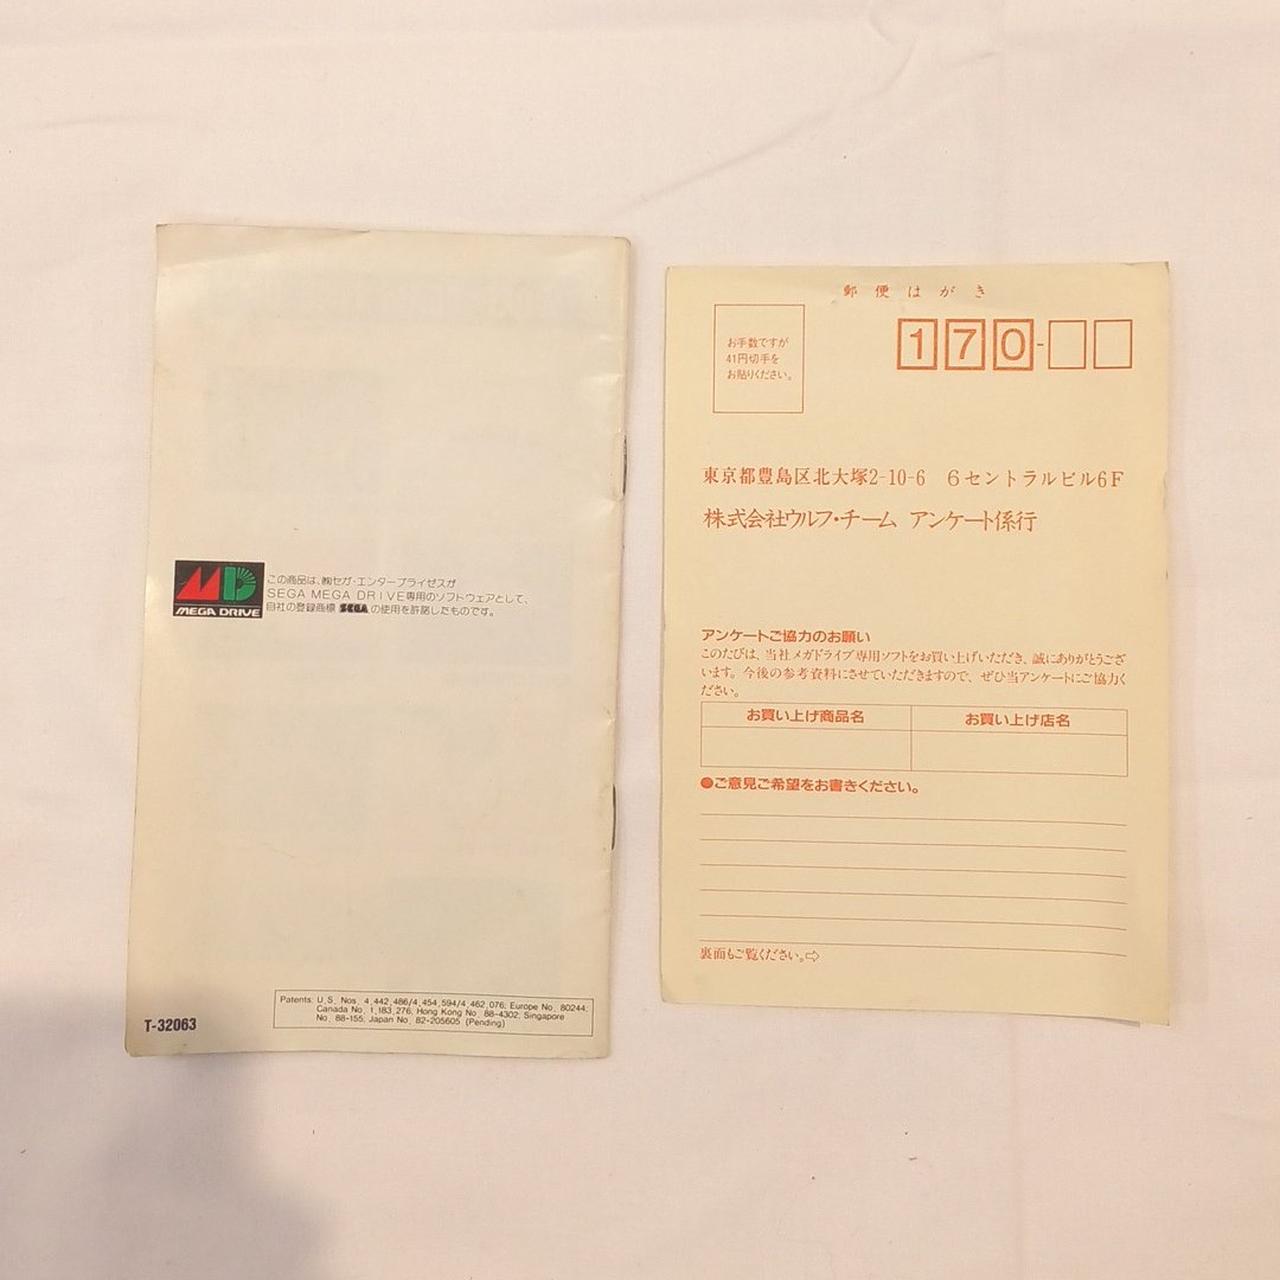 MEGA DRIVE
この商品は、㈱セガ・エンタープライゼスが
SEGA MEGA DRIVE専用のソフトウェアとして、
自社の登録商標 SEGA の使用を許諾したものです。
Patents: U.S. Nos. 4,442,486/4,454,594/4,462,076; Europe No. 80244;
Canada No. 1,183,276; Hong Kong No. 88-4302; Singapore
No. 88-155; Japan No. 82-205605 (Pending)
T-32063
郵便はがき
お手数ですが
41円切手を
お貼りください。
170-
東京都豊島区北大塚2-10-6 6セントラルビル6F
株式会社ウルフ・チーム アンケート係行
アンケートご協力のお願い
このたびは、当社メガドライブ専用ソフトをお買い上げいただき、誠にありがとうござ
います。今後の参考資料にさせていただきますので、ぜひ当アンケートにご協力く
ださい。
お買い上げ商品名 お買い上げ店名
●ご意見ご希望をお書きください。
裏面もご覧ください。⇨